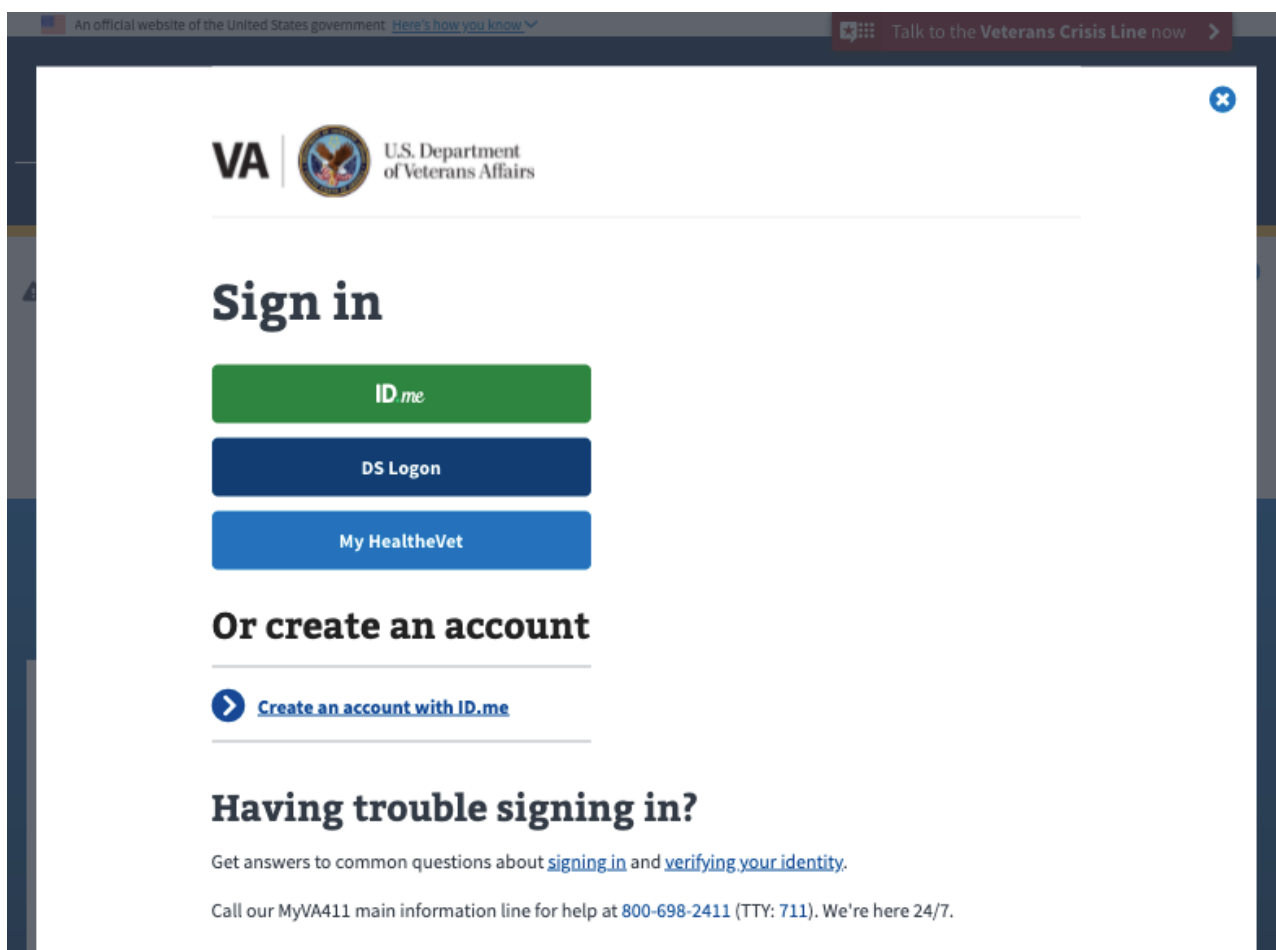 An official website of the United States government Here's how you know
Talk to the Veterans Crisis Line now
VA
U.S. Department
of Veterans Affairs
Sign in
ID.me
DS Logon
My HealtheVet
Or create an account
Create an account with ID.me
Having trouble signing in?
Get answers to common questions about signing in and verifying your identity.
Call our MyVA411 main information line for help at 800-698-2411 (TTY: 711). We're here 24/7.